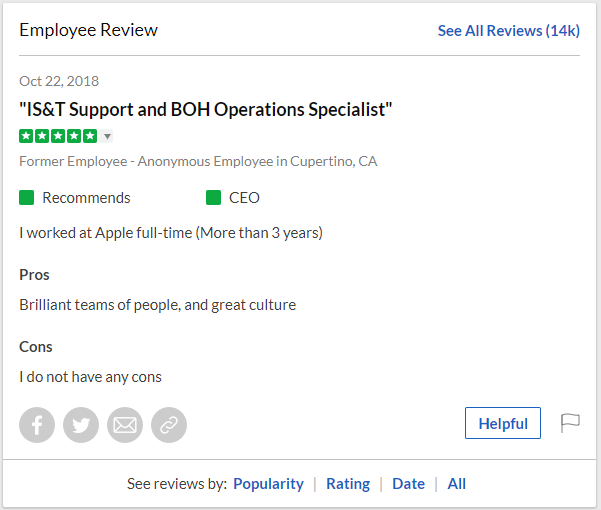 Employee Review
See All Reviews (14k)
Oct 22, 2018
"IS&T Support and BOH Operations Specialist"
Former Employee - Anonymous Employee in Cupertino, CA
Recommends CEO
I worked at Apple full-time (More than 3 years)
Pros
Brilliant teams of people, and great culture
Cons
I do not have any cons
Helpful
See reviews by: Popularity | Rating | Date | All